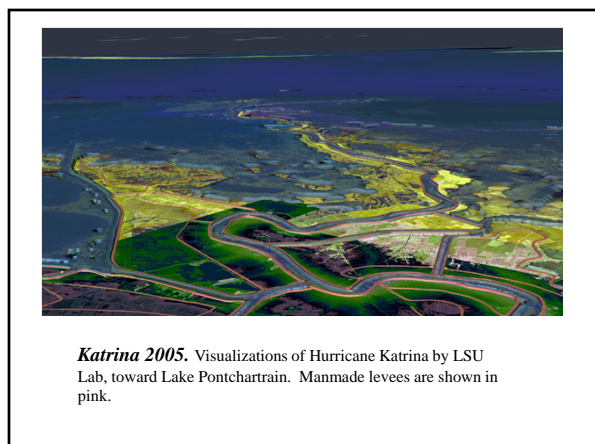 Katrina 2005. Visualizations of Hurricane Katrina by LSU
Lab, toward Lake Pontchartrain.  Manmade levees are shown in
pink.